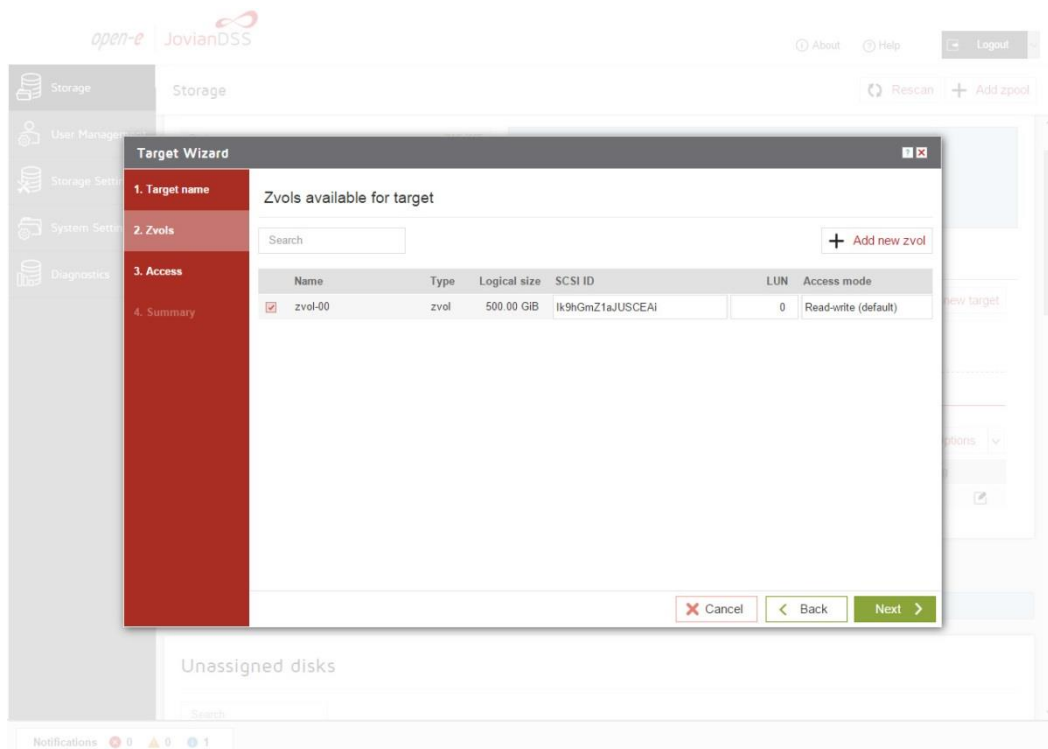 open-e JovianDSS
About Help Logout
Storage
Storage
Rescan Add zpool
User Management
Target Wizard
1. Target name
Storage Settin
Zvols available for target
System Settin
2. Zvols
Search
Add new zvol
Diagnostics
3. Access
Name Type Logical size SCSI ID LUN Access mode
4. Summary
zvol-00 zvol 500.00 GiB Ik9hGmZ1aJUSCEAi 0 Read-write (default)
new target
ptions
Cancel Back Next
Unassigned disks
Search
Notifications 0 0 1